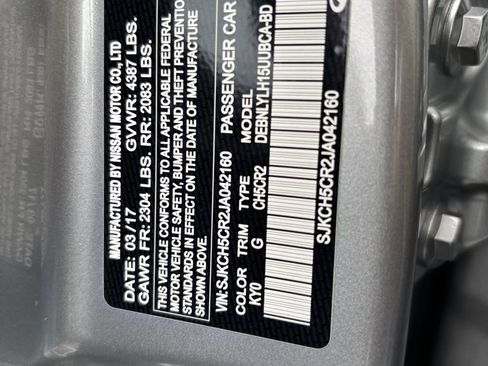 MANUFACTURED BY NISSAN MOTOR CO., LTD
DATE: 03/17 GVWR: 4387 LBS.
GAWR FR: 2304 LBS. RR: 2083 LBS.
THIS VEHICLE CONFORMS TO ALL APPLICABLE FEDERAL
MOTOR VEHICLE SAFETY, BUMPER AND THEFT PREVENTION
STANDARDS IN EFFECT ON THE DATE OF MANUFACTURE
SHOWN ABOVE.
VIN: SJKCH5CR2JA042160 PASSENGER CAR
COLOR TRIM TYPE DEBNLYLH15UUBCA-BD
KY0 G CH5CR2
SJKCH5CR2JA042160